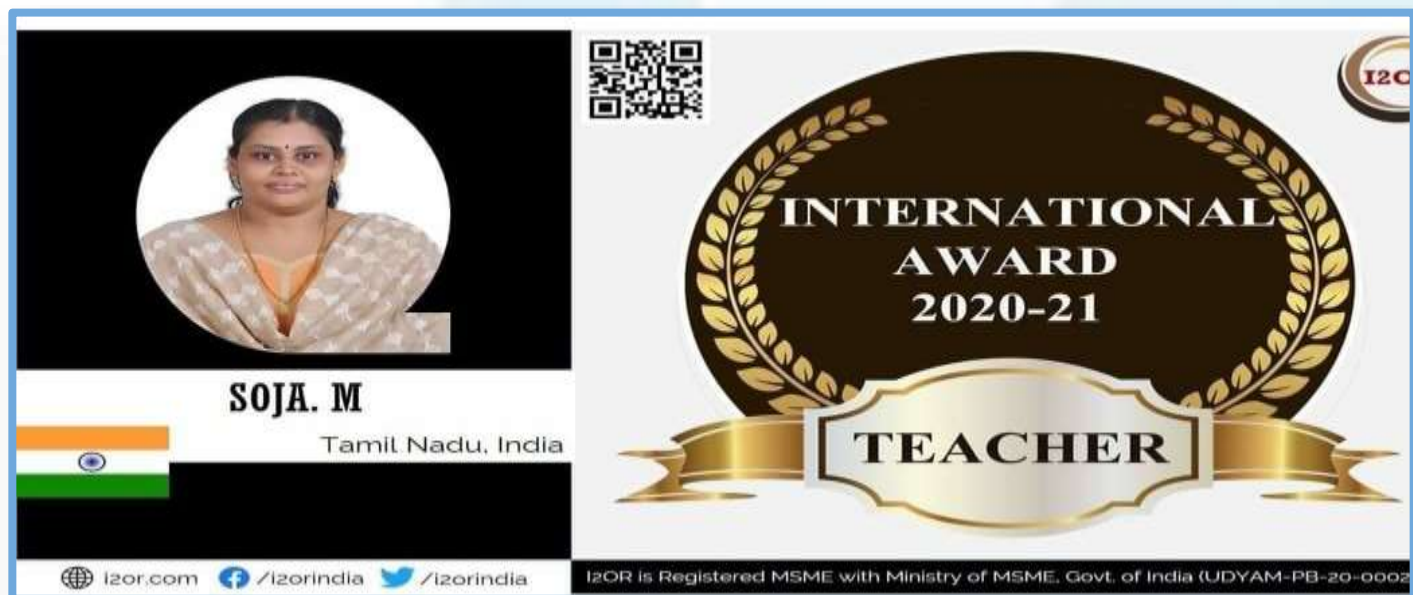 SOJA. M
Tamil Nadu, India
i2or.com /i2orindia /i2orindia
I2C
INTERNATIONAL
AWARD
2020-21
TEACHER
I2OR is Registered MSME with Ministry of MSME, Govt. of India (UDYAM-PB-20-0002